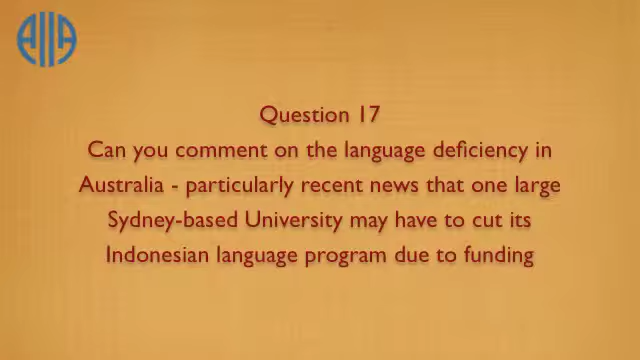 AIIA
Question 17
Can you comment on the language deficiency in
Australia - particularly recent news that one large
Sydney-based University may have to cut its
Indonesian language program due to funding